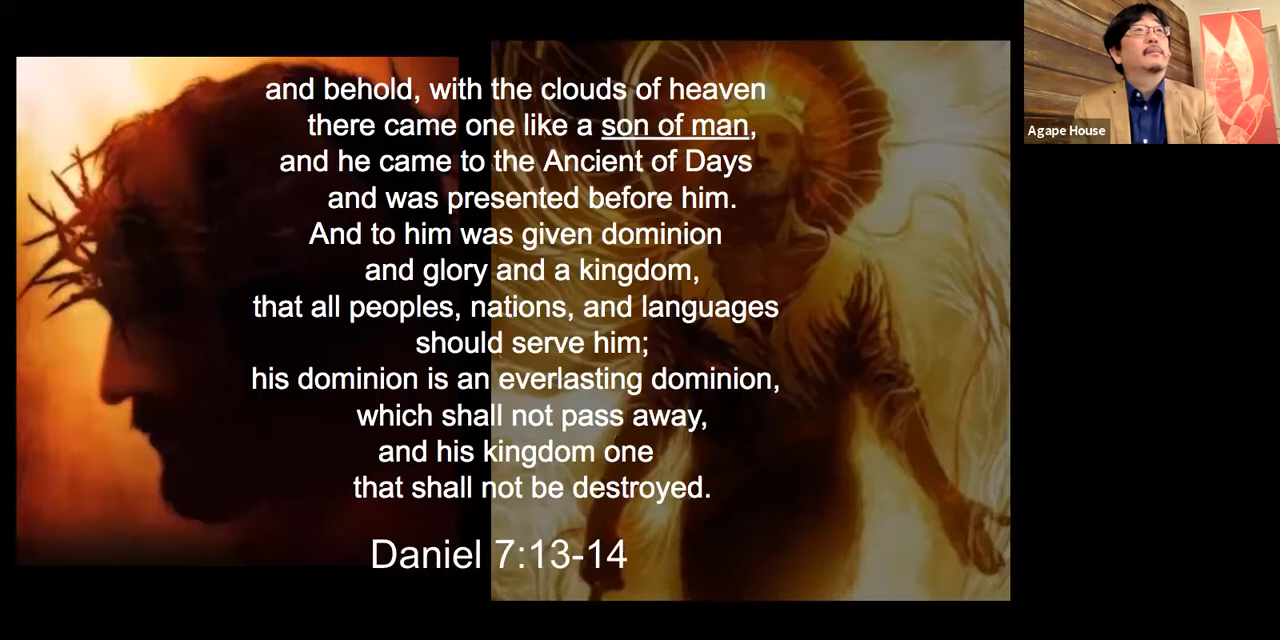 and behold, with the clouds of heaven
there came one like a son of man,
and he came to the Ancient of Days
and was presented before him.
And to him was given dominion
and glory and a kingdom,
that all peoples, nations, and languages
should serve him;
his dominion is an everlasting dominion,
which shall not pass away,
and his kingdom one
that shall not be destroyed.
Daniel 7:13-14
Agape House